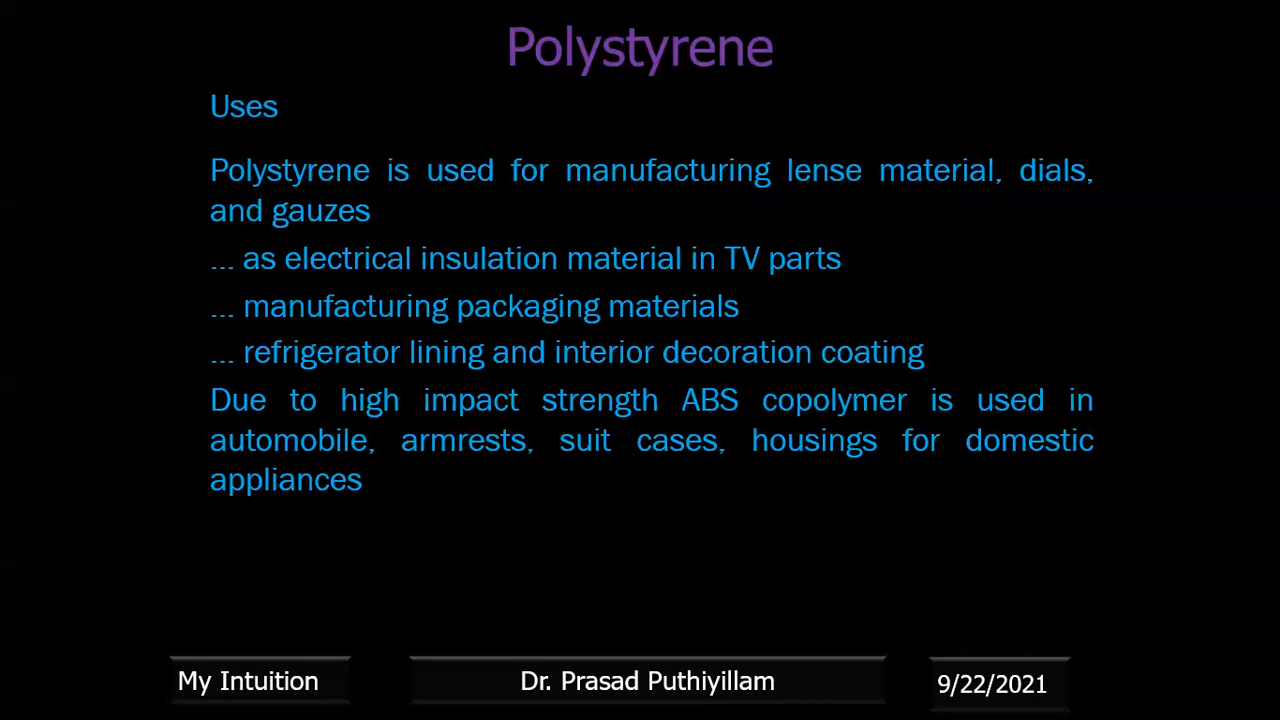 Polystyrene
Uses
Polystyrene is used for manufacturing lense material, dials,
and gauzes
... as electrical insulation material in TV parts
... manufacturing packaging materials
... refrigerator lining and interior decoration coating
Due to high impact strength ABS copolymer is used in
automobile, armrests, suit cases, housings for domestic
appliances
My Intuition
Dr. Prasad Puthiyillam
9/22/2021